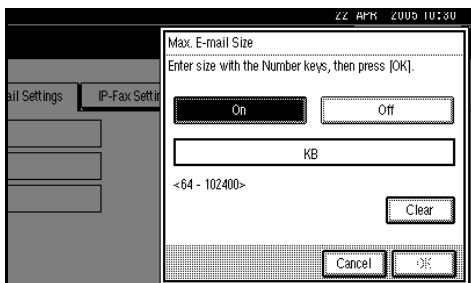 22 APR 2005 10:30
Max. E-mail Size
Enter size with the Number keys, then press [OK].
ail Settings
IP-Fax Settin
On
Off
KB
<64 - 102400>
Clear
Cancel
OK